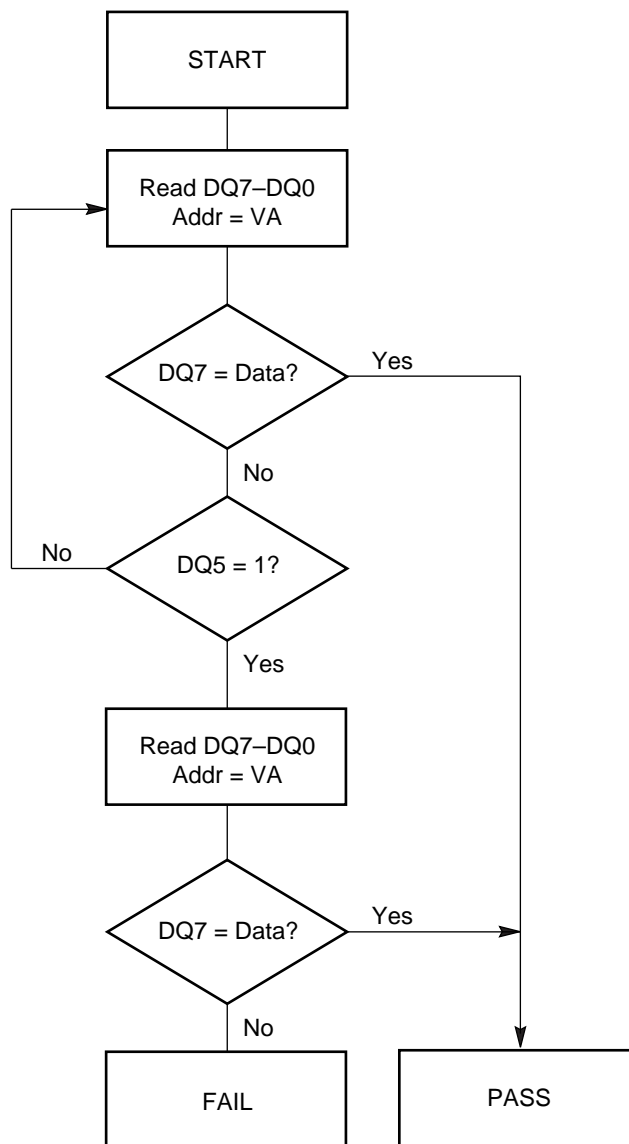 START
Read DQ7–DQ0
Addr = VA
DQ7 = Data?
Yes
No
No
DQ5 = 1?
Yes
Read DQ7–DQ0
Addr = VA
DQ7 = Data?
Yes
No
FAIL
PASS